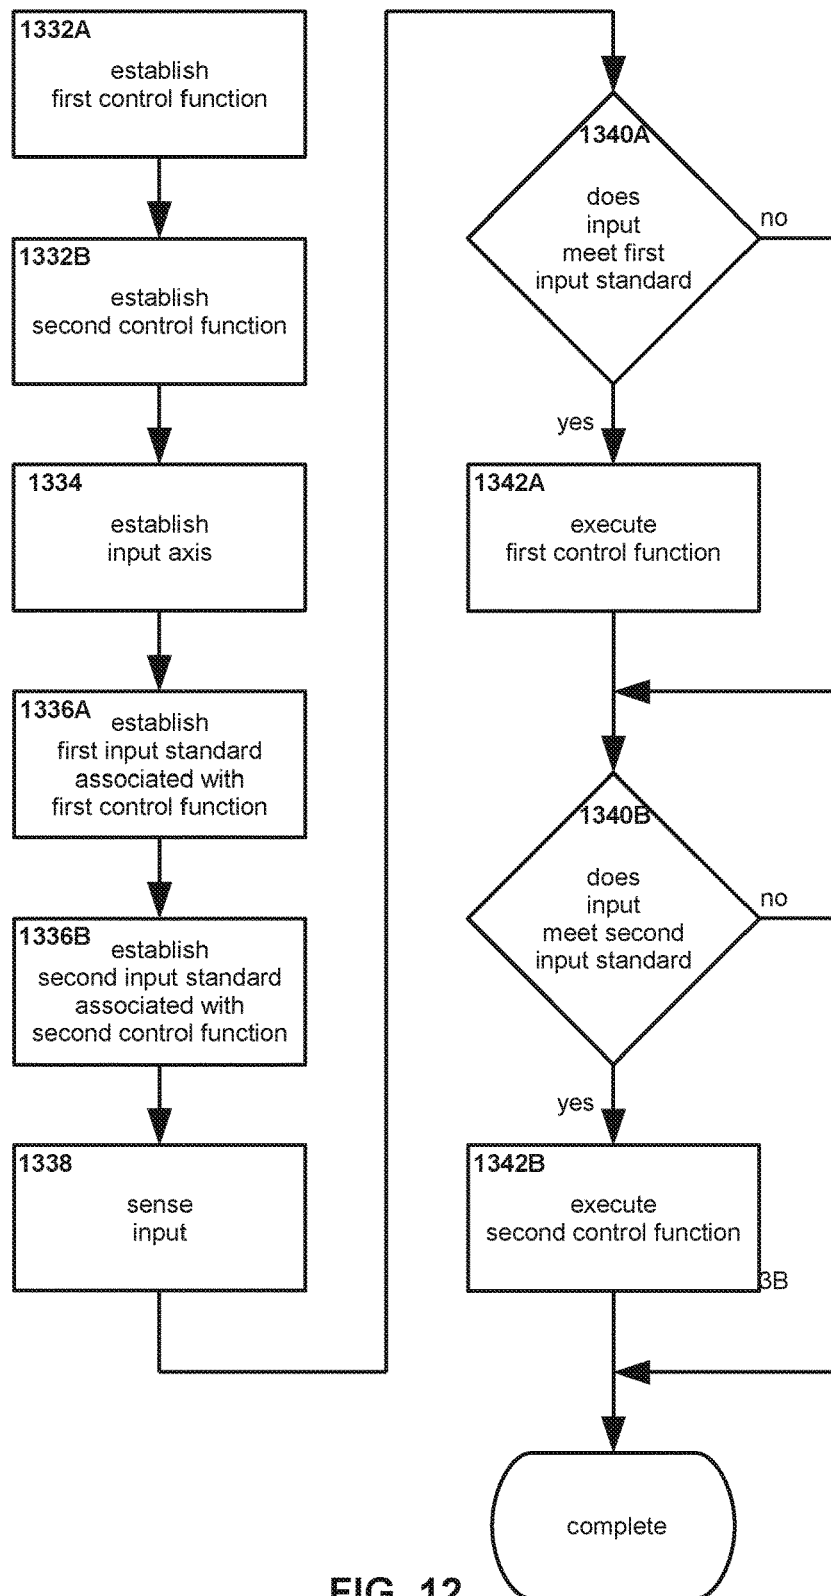 1332A
establish
first control function
1332B
establish
second control function
1334
establish
input axis
1336A
establish
first input standard
associated with
first control function
1336B
establish
second input standard
associated with
second control function
1338
sense
input
1340A
does
input
meet first
input standard
no
yes
1342A
execute
first control function
1340B
does
input
meet second
input standard
no
yes
1342B
execute
second control function
3B
complete
FIG. 12